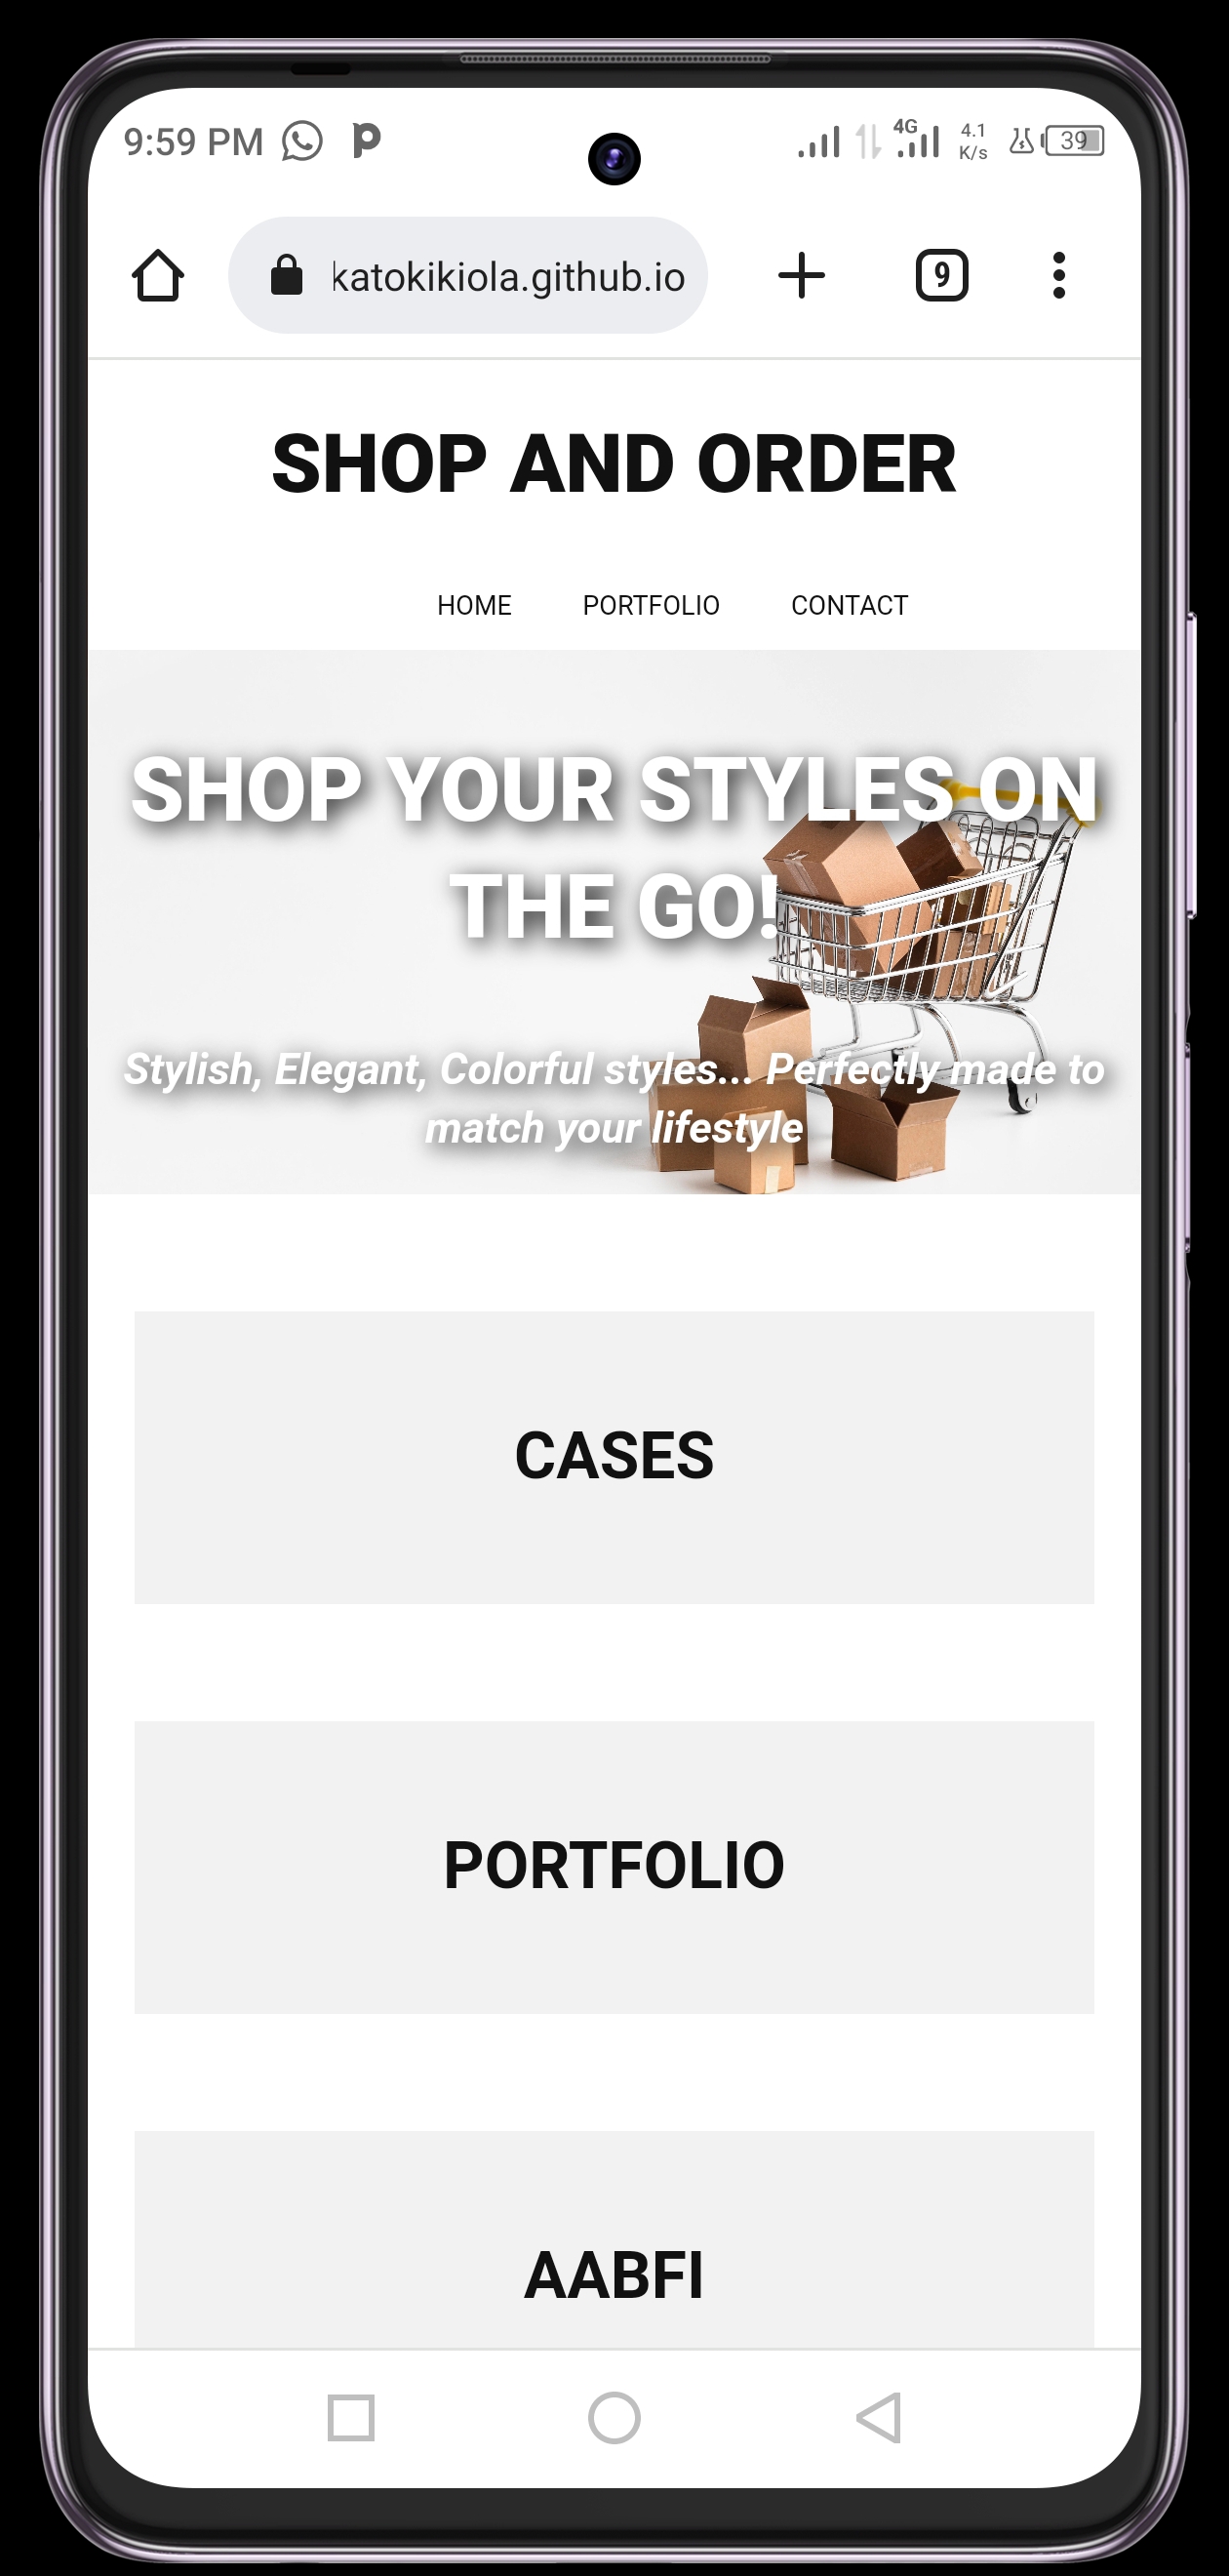 9:59 PM
4G
4.1
K/s
39
katokikiola.github.io
9
SHOP AND ORDER
HOME PORTFOLIO CONTACT
SHOP YOUR STYLES ON
THE GO!
Stylish, Elegant, Colorful styles... Perfectly made to
match your lifestyle
CASES
PORTFOLIO
AABFI